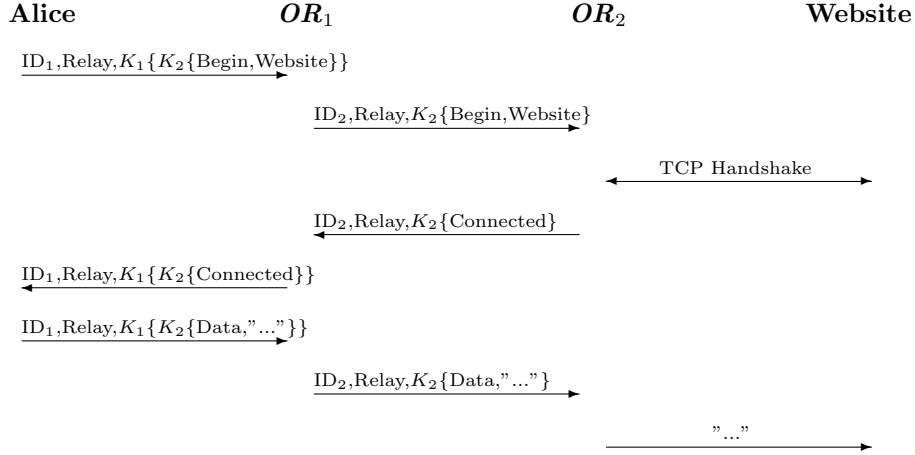 Alice OR₁ OR₂ Website
ID₁,Relay,K₁{K₂{Begin,Website}}
ID₂,Relay,K₂{Begin,Website}
TCP Handshake
ID₂,Relay,K₂{Connected}
ID₁,Relay,K₁{K₂{Connected}}
ID₁,Relay,K₁{K₂{Data,”...”}}
ID₂,Relay,K₂{Data,”...”}
”...”